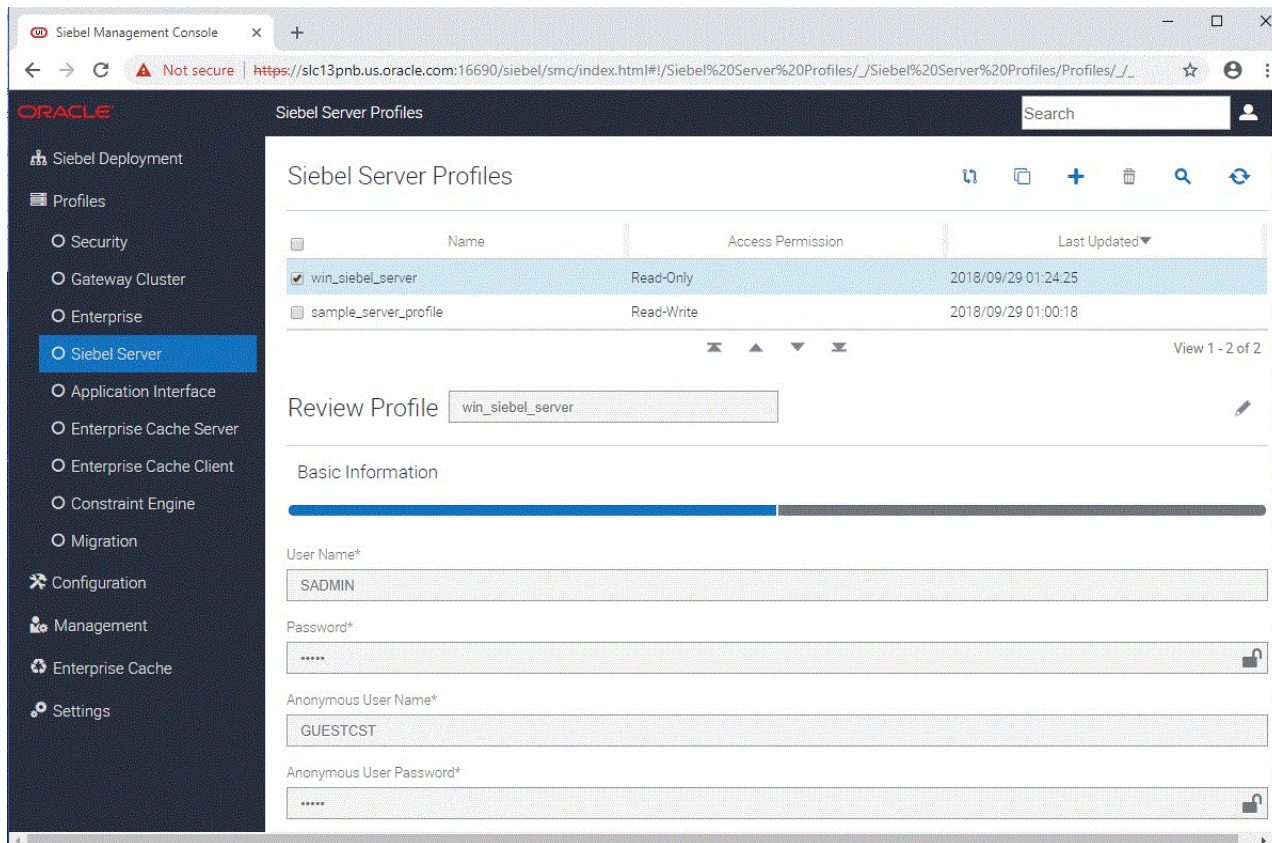 Siebel Management Console
Not secure | https://slc13pnb.us.oracle.com:16690/siebel/smc/index.html#!/Siebel%20Server%20Profiles/_/Siebel%20Server%20Profiles/Profiles/_/_
ORACLE
Siebel Server Profiles
Search
Siebel Deployment
Profiles
Security
Gateway Cluster
Enterprise
Siebel Server
Application Interface
Enterprise Cache Server
Enterprise Cache Client
Constraint Engine
Migration
Configuration
Management
Enterprise Cache
Settings
Siebel Server Profiles
Name Access Permission Last Updated
win_siebel_server Read-Only 2018/09/29 01:24:25
sample_server_profile Read-Write 2018/09/29 01:00:18
View 1 - 2 of 2
Review Profile win_siebel_server
Basic Information
User Name*
SADMIN
Password*
•••••
Anonymous User Name*
GUESTCST
Anonymous User Password*
•••••